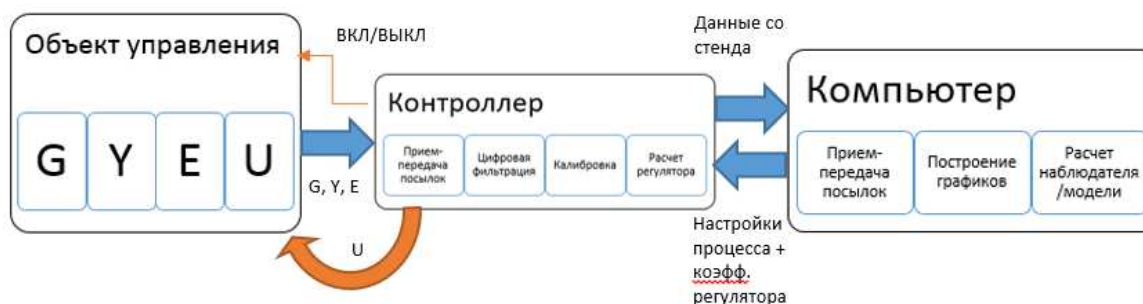 Объект управления
G Y E U
ВКЛ/ВЫКЛ
G, Y, E
U
Контроллер
Прием-
передача
посылок
Цифровая
фильтрация
Калибровка
Расчет
регулятора
Данные со
стенда
Настройки
процесса +
коэфф.
регулятора
Компьютер
Прием-
передача
посылок
Построение
графиков
Расчет
наблюдателя
/модели